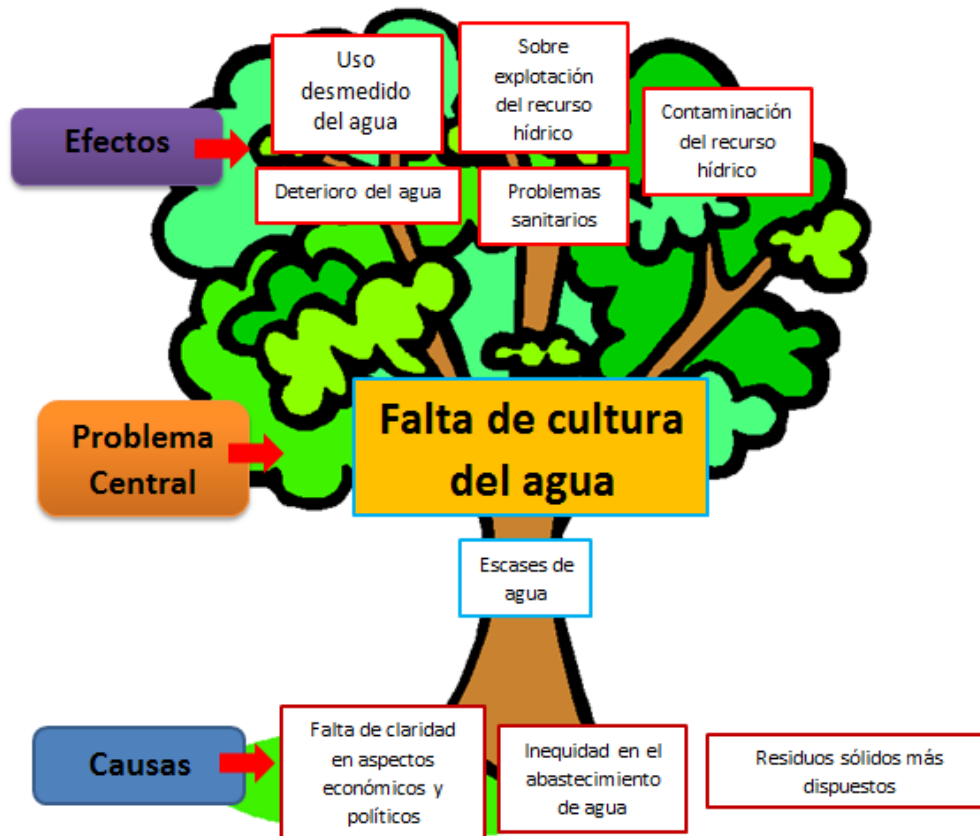 Uso
desmedido
del agua
Sobre
explotación
del recurso
hídrico
Contaminación
del recurso
hídrico
Efectos
Deterioro del agua
Problemas
sanitarios
Problema
Central
Falta de cultura
del agua
Escases de
agua
Causas
Falta de claridad
en aspectos
económicos y
políticos
Inequidad en el
abastecimiento
de agua
Residuos sólidos más
dispuestos